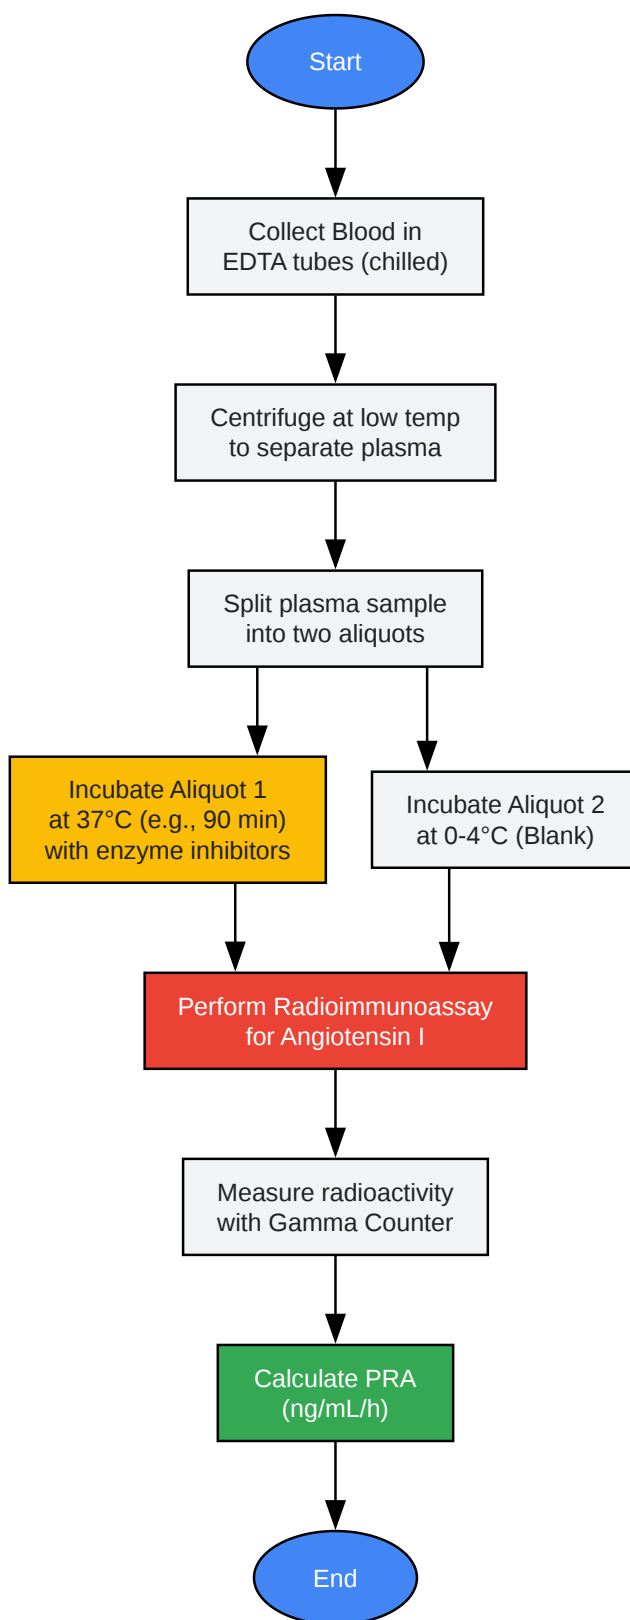 Start
Collect Blood in
EDTA tubes (chilled)
Centrifuge at low temp
to separate plasma
Split plasma sample
into two aliquots
Incubate Aliquot 1
at 37°C (e.g., 90 min)
with enzyme inhibitors
Incubate Aliquot 2
at 0-4°C (Blank)
Perform Radioimmunoassay
for Angiotensin I
Measure radioactivity
with Gamma Counter
Calculate PRA
(ng/mL/h)
End